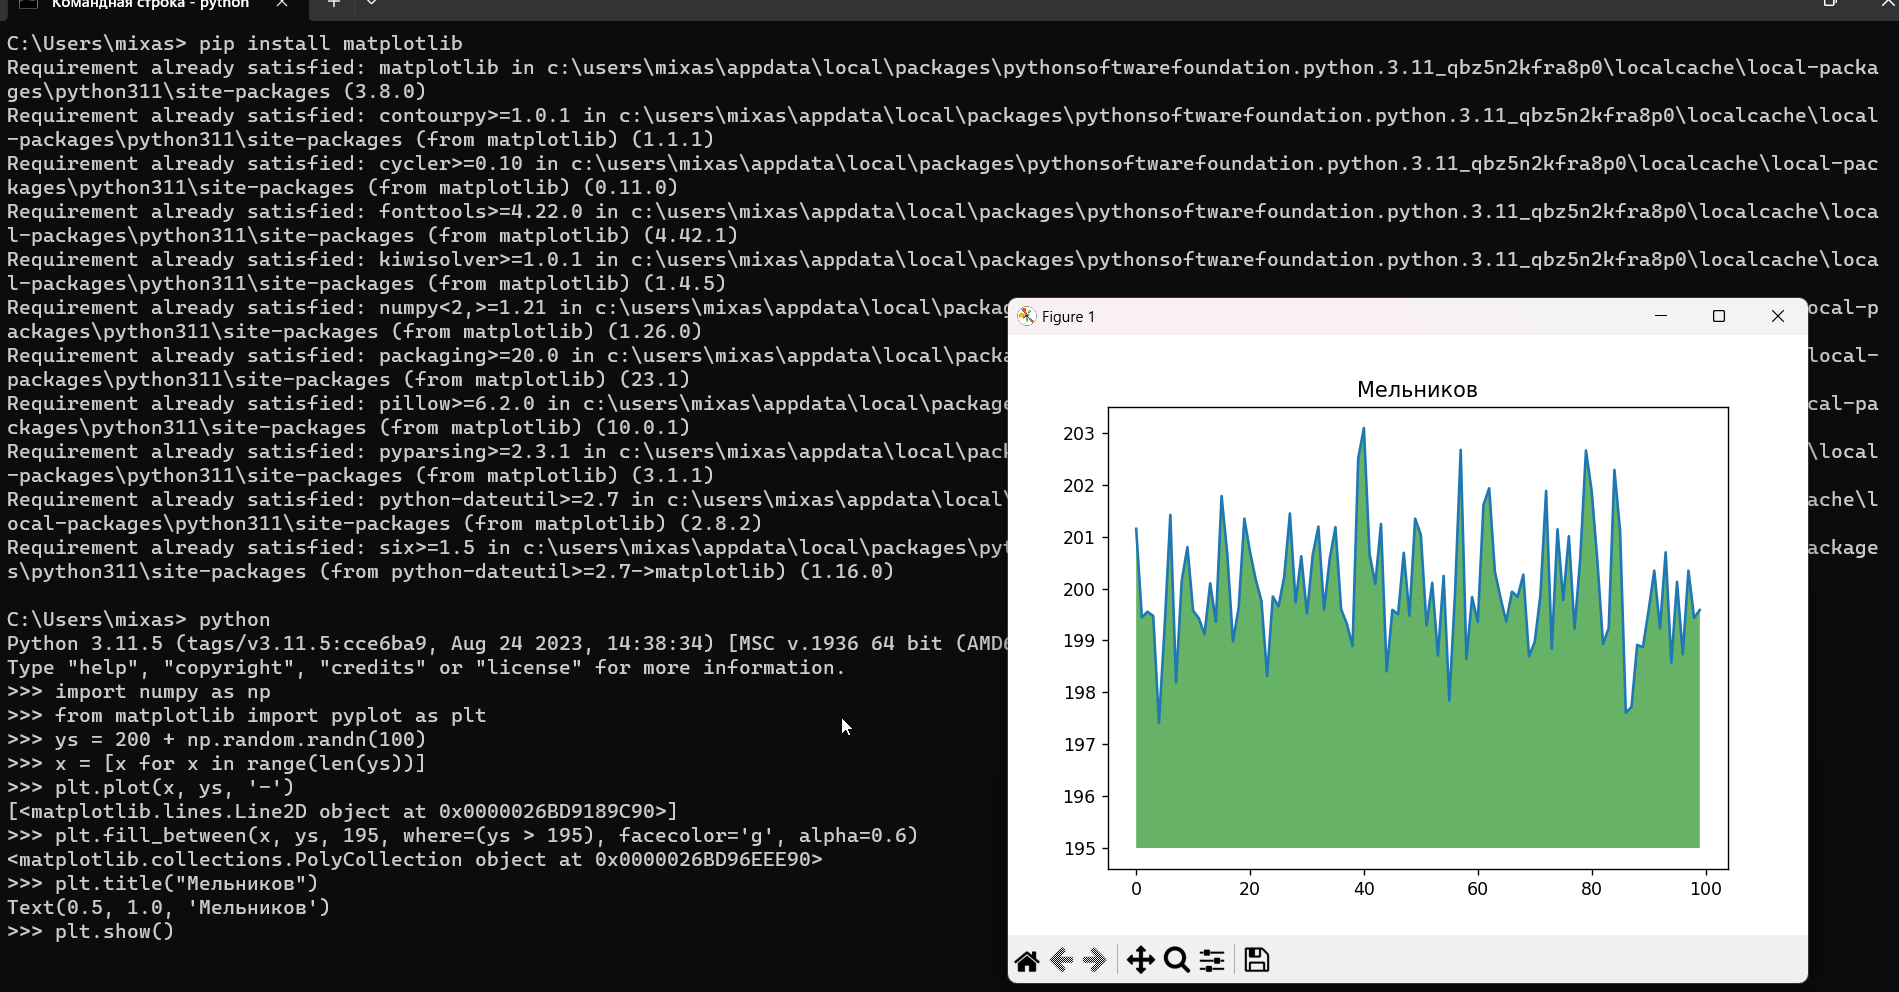 Командная строка - python
C:\Users\mixas> pip install matplotlib
Requirement already satisfied: matplotlib in c:\users\mixas\appdata\local\packages\pythonsoftwarefoundation.python.3.11_qbz5n2kfra8p0\localcache\local-packa
ges\python311\site-packages (3.8.0)
Requirement already satisfied: contourpy>=1.0.1 in c:\users\mixas\appdata\local\packages\pythonsoftwarefoundation.python.3.11_qbz5n2kfra8p0\localcache\local
-packages\python311\site-packages (from matplotlib) (1.1.1)
Requirement already satisfied: cycler>=0.10 in c:\users\mixas\appdata\local\packages\pythonsoftwarefoundation.python.3.11_qbz5n2kfra8p0\localcache\local-pac
kages\python311\site-packages (from matplotlib) (0.11.0)
Requirement already satisfied: fonttools>=4.22.0 in c:\users\mixas\appdata\local\packages\pythonsoftwarefoundation.python.3.11_qbz5n2kfra8p0\localcache\loca
l-packages\python311\site-packages (from matplotlib) (4.42.1)
Requirement already satisfied: kiwisolver>=1.0.1 in c:\users\mixas\appdata\local\packages\pythonsoftwarefoundation.python.3.11_qbz5n2kfra8p0\localcache\loca
l-packages\python311\site-packages (from matplotlib) (1.4.5)
Requirement already satisfied: numpy<2,>=1.21 in c:\users\mixas\appdata\local\packag ocal-p
ackages\python311\site-packages (from matplotlib) (1.26.0)
Requirement already satisfied: packaging>=20.0 in c:\users\mixas\appdata\local\packa local-
packages\python311\site-packages (from matplotlib) (23.1)
Requirement already satisfied: pillow>=6.2.0 in c:\users\mixas\appdata\local\package cal-pa
ckages\python311\site-packages (from matplotlib) (10.0.1)
Requirement already satisfied: pyparsing>=2.3.1 in c:\users\mixas\appdata\local\pack \local
-packages\python311\site-packages (from matplotlib) (3.1.1)
Requirement already satisfied: python-dateutil>=2.7 in c:\users\mixas\appdata\local\ ache\l
ocal-packages\python311\site-packages (from matplotlib) (2.8.2)
Requirement already satisfied: six>=1.5 in c:\users\mixas\appdata\local\packages\pyt ackage
s\python311\site-packages (from python-dateutil>=2.7->matplotlib) (1.16.0)
C:\Users\mixas> python
Python 3.11.5 (tags/v3.11.5:cce6ba9, Aug 24 2023, 14:38:34) [MSC v.1936 64 bit (AMD6
Type "help", "copyright", "credits" or "license" for more information.
>>> import numpy as np
>>> from matplotlib import pyplot as plt
>>> ys = 200 + np.random.randn(100)
>>> x = [x for x in range(len(ys))]
>>> plt.plot(x, ys, '-')
[<matplotlib.lines.Line2D object at 0x0000026BD9189C90>]
>>> plt.fill_between(x, ys, 195, where=(ys > 195), facecolor='g', alpha=0.6)
<matplotlib.collections.PolyCollection object at 0x0000026BD96EEE90>
>>> plt.title("Мельников")
Text(0.5, 1.0, 'Мельников')
>>> plt.show()
Figure 1
Мельников
203
202
201
200
199
198
197
196
195
0 20 40 60 80 100